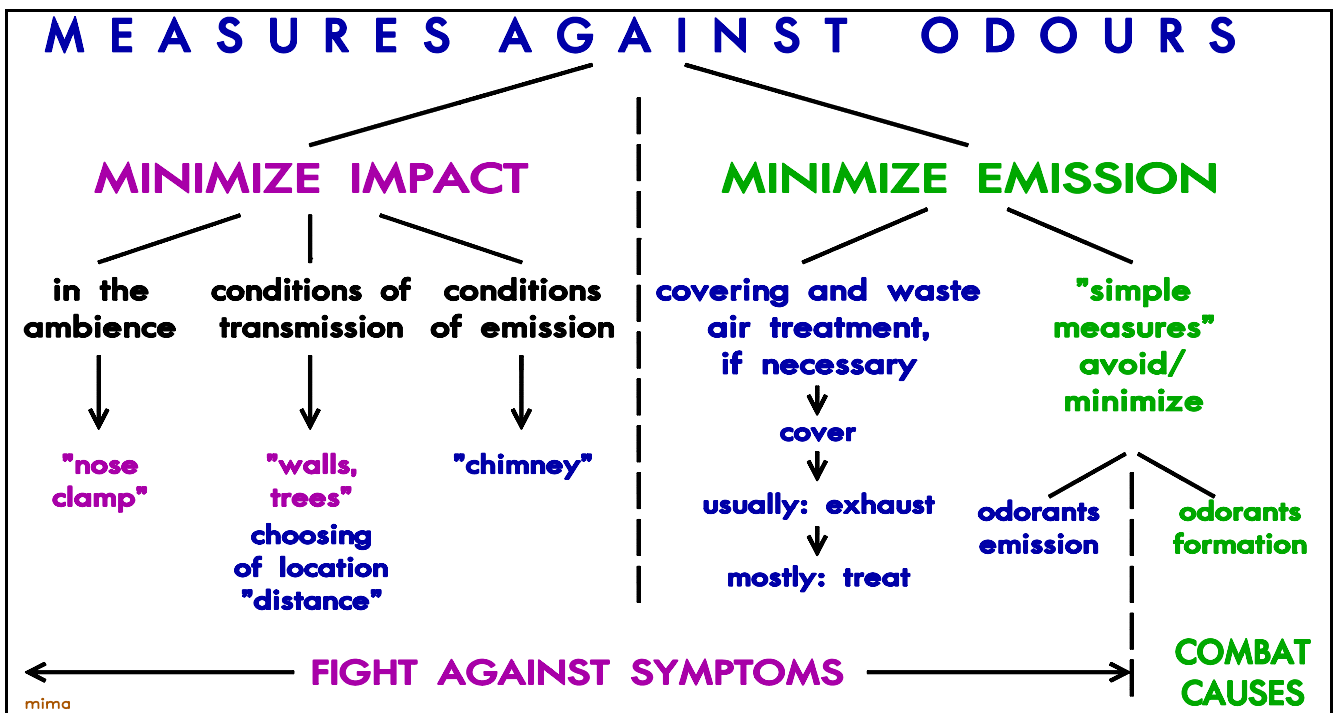 MEASURES AGAINST ODOURS
MINIMIZE IMPACT
MINIMIZE EMISSION
in the
ambience
conditions of
transmission
conditions
of emission
covering and waste
air treatment,
if necessary
"simple
measures"
avoid/
minimize
"nose
clamp"
"walls,
trees"
choosing
of location
"distance"
"chimney"
cover
usually: exhaust
mostly: treat
odorants
emission
odorants
formation
FIGHT AGAINST SYMPTOMS
COMBAT
CAUSES
mima